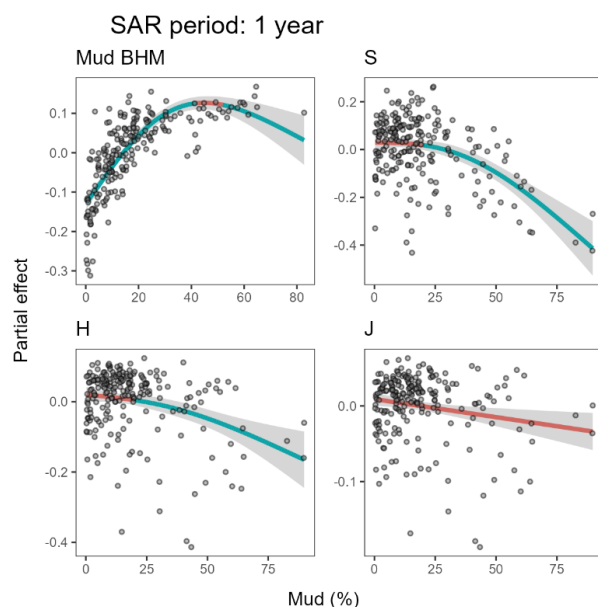 SAR period: 1 year
Mud BHM
S
0.1
0.0
-0.1
-0.2
-0.3
0 20 40 60 80
0.2
0.0
-0.2
-0.4
0 25 50 75
Partial effect
H
J
0.0
-0.2
-0.4
0 25 50 75
0.0
-0.1
0 25 50 75
Mud (%)